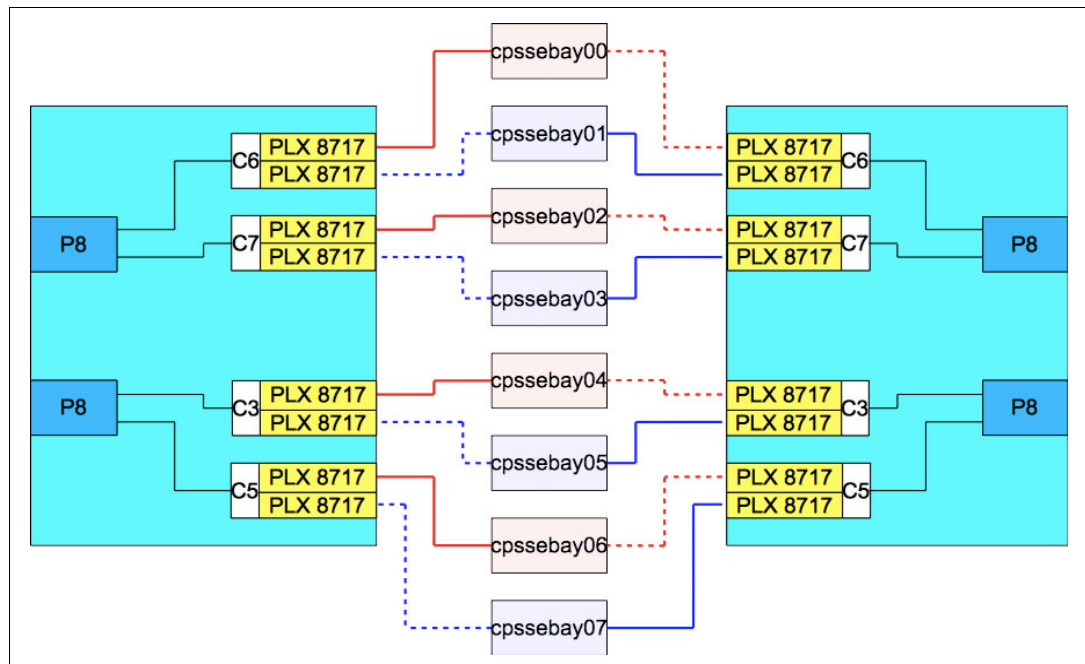 cpssebay00
cpssebay01
C6 PLX 8717
PLX 8717
PLX 8717 C6
PLX 8717
cpssebay02
P8
C7 PLX 8717
PLX 8717
PLX 8717 C7
PLX 8717
P8
cpssebay03
cpssebay04
P8
C3 PLX 8717
PLX 8717
PLX 8717 C3
PLX 8717
P8
cpssebay05
C5 PLX 8717
PLX 8717
PLX 8717 C5
PLX 8717
cpssebay06
cpssebay07